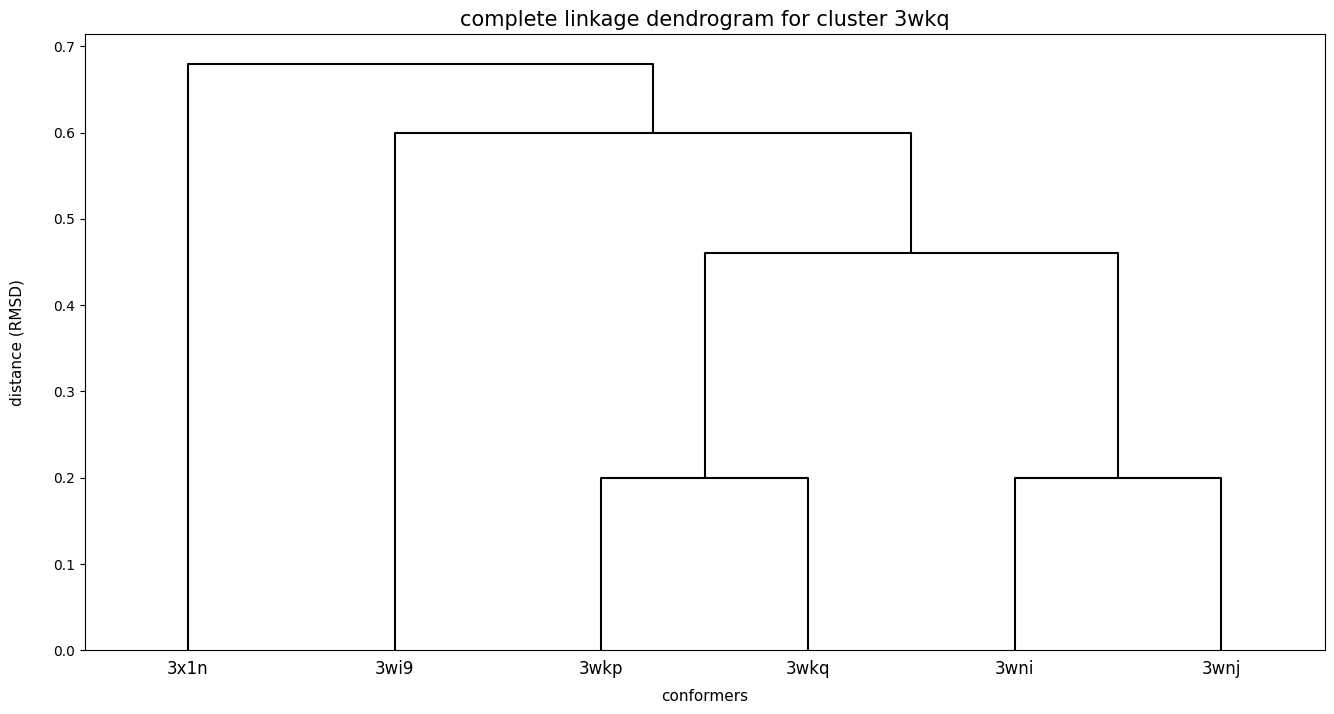 complete linkage dendrogram for cluster 3wkq
0.7
0.6
0.5
0.4
0.3
0.2
0.1
0.0
distance (RMSD)
3x1n 3wi9 3wkp 3wkq 3wni 3wnj
conformers